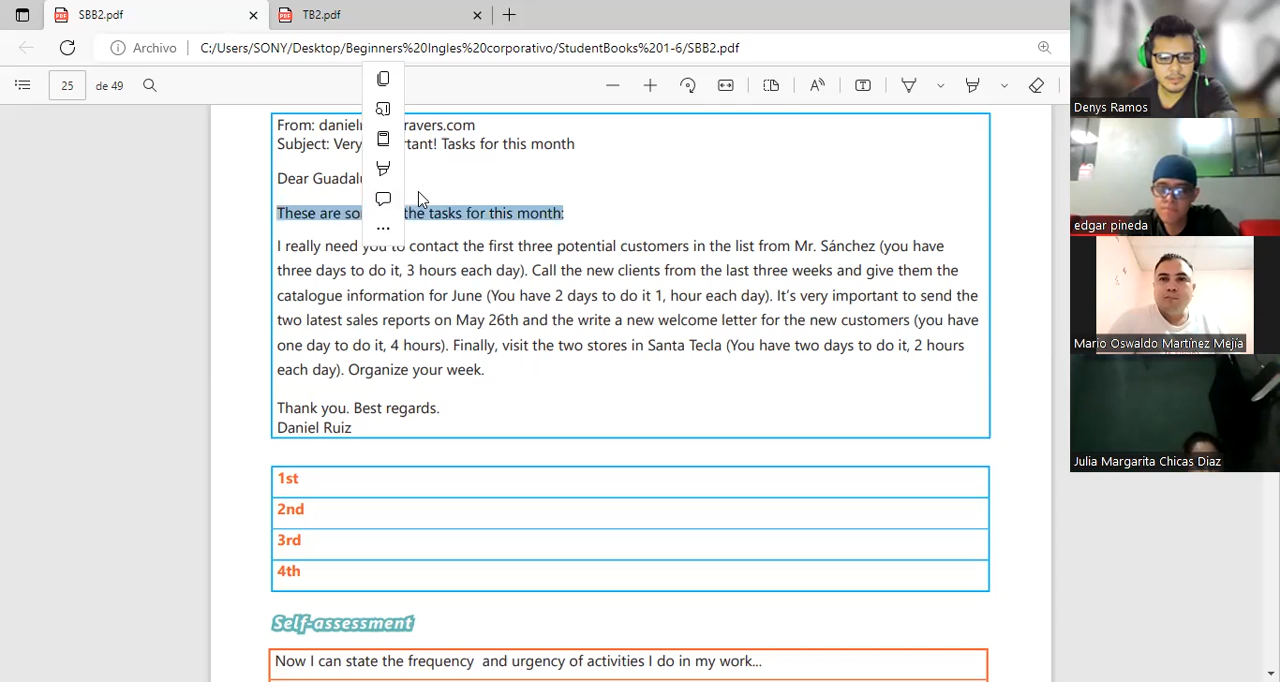 SBB2.pdf
TB2.pdf
Archivo
C:/Users/SONY/Desktop/Beginners%20Ingles%20corporativo/StudentBooks%201-6/SBB2.pdf
25 de 49
From: ravers.com
Subject: Very Tasks for this month
Dear
These are the tasks for this month:
I really need you to contact the first three potential customers in the list from Mr. Sánchez (you have
three days to do it, 3 hours each day). Call the new clients from the last three weeks and give them the
catalogue information for June (You have 2 days to do it 1, hour each day). It's very important to send the
two latest sales reports on May 26th and the write a new welcome letter for the new customers (you have
one day to do it, 4 hours). Finally, visit the two stores in Santa Tecla (You have two days to do it, 2 hours
each day). Organize your week.
Thank you. Best regards.
Daniel Ruiz
1st
2nd
3rd
4th
Self-assessment
Now I can state the frequency and urgency of activities I do in my work...
Denys Ramos
edgar pineda
Mario Oswaldo Martínez Mejía
Julia Margarita Chicas Diaz